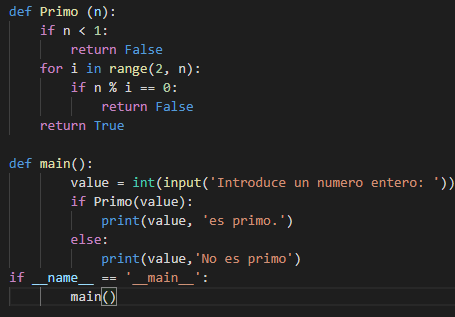 def Primo (n):
    if n < 1:
        return False
    for i in range(2, n):
        if n % i == 0:
            return False
    return True

def main():
        value = int(input('Introduce un numero entero: '))
        if Primo(value):
            print(value, 'es primo.')
        else:
            print(value,'No es primo')
if __name__ == '__main__':
        main()